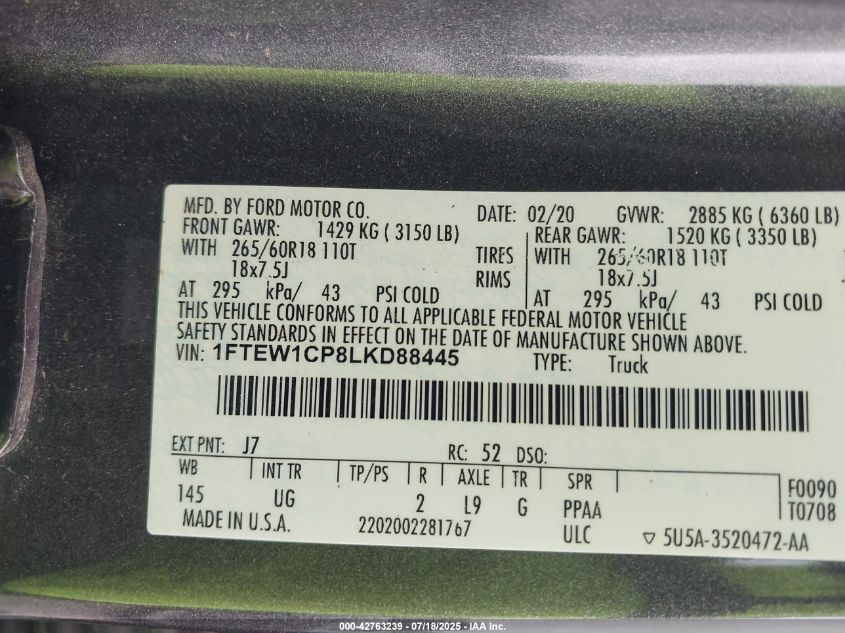 MFD. BY FORD MOTOR CO. DATE: 02/20 GVWR: 2885 KG ( 6360 LB)
FRONT GAWR: 1429 KG ( 3150 LB) REAR GAWR: 1520 KG ( 3350 LB)
WITH 265/60R18 110T TIRES WITH 265/60R18 110T
18x7.5J RIMS 18x7.5J
AT 295 kPa/ 43 PSI COLD AT 295 kPa/ 43 PSI COLD
THIS VEHICLE CONFORMS TO ALL APPLICABLE FEDERAL MOTOR VEHICLE
SAFETY STANDARDS IN EFFECT ON THE DATE OF MANUFACTURE SHOWN ABOVE.
VIN: 1FTEW1CP8LKD88445 TYPE: Truck
EXT PNT: J7 RC: 52 DSO:
WB INT TR TP/PS R AXLE TR SPR F0090
145 UG 2 L9 G PPAA T0708
MADE IN U.S.A. 2202002281767 ULC ▽ 5U5A-3520472-AA
000-42763239 - 07/18/2025 - IAA Inc.